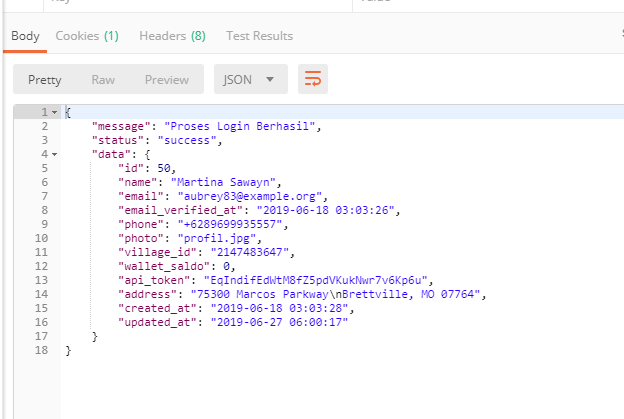 Body Cookies (1) Headers (8) Test Results
Pretty Raw Preview JSON
1 {
2 "message": "Proses Login Berhasil",
3 "status": "success",
4 "data": {
5 "id": 50,
6 "name": "Martina Sawayn",
7 "email": "aubrey83@example.org",
8 "email_verified_at": "2019-06-18 03:03:26",
9 "phone": "+6289699935557",
10 "photo": "profil.jpg",
11 "village_id": "2147483647",
12 "wallet_saldo": 0,
13 "api_token": "EqIndifEdWtM8fZ5pdVKukNwr7v6Kp6u",
14 "address": "75300 Marcos Parkway\nBrettville, MO 07764",
15 "created_at": "2019-06-18 03:03:28",
16 "updated_at": "2019-06-27 06:00:17"
17 }
18 }